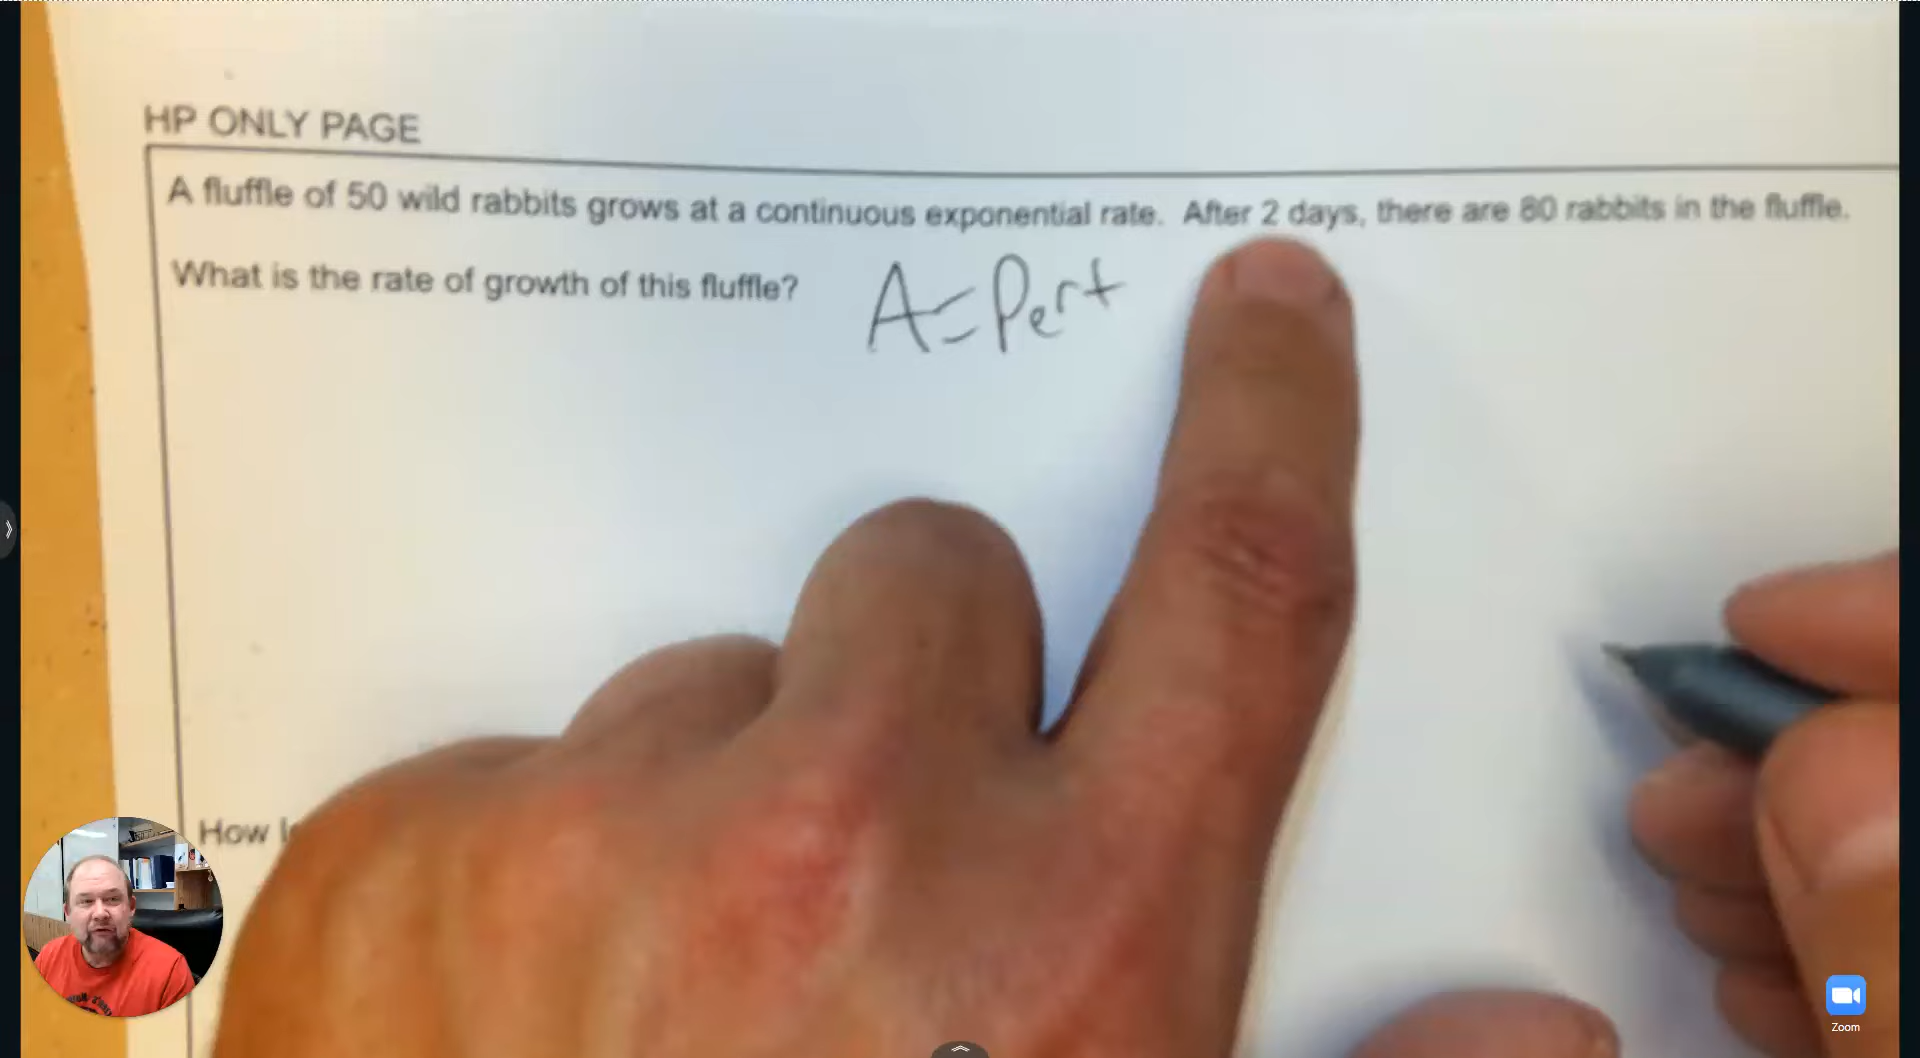 HP ONLY PAGE
A fluffle of 50 wild rabbits grows at a continuous exponential rate. After 2 days, there are 80 rabbits in the fluffle.
What is the rate of growth of this fluffle?
A=Pert
How
Zoom